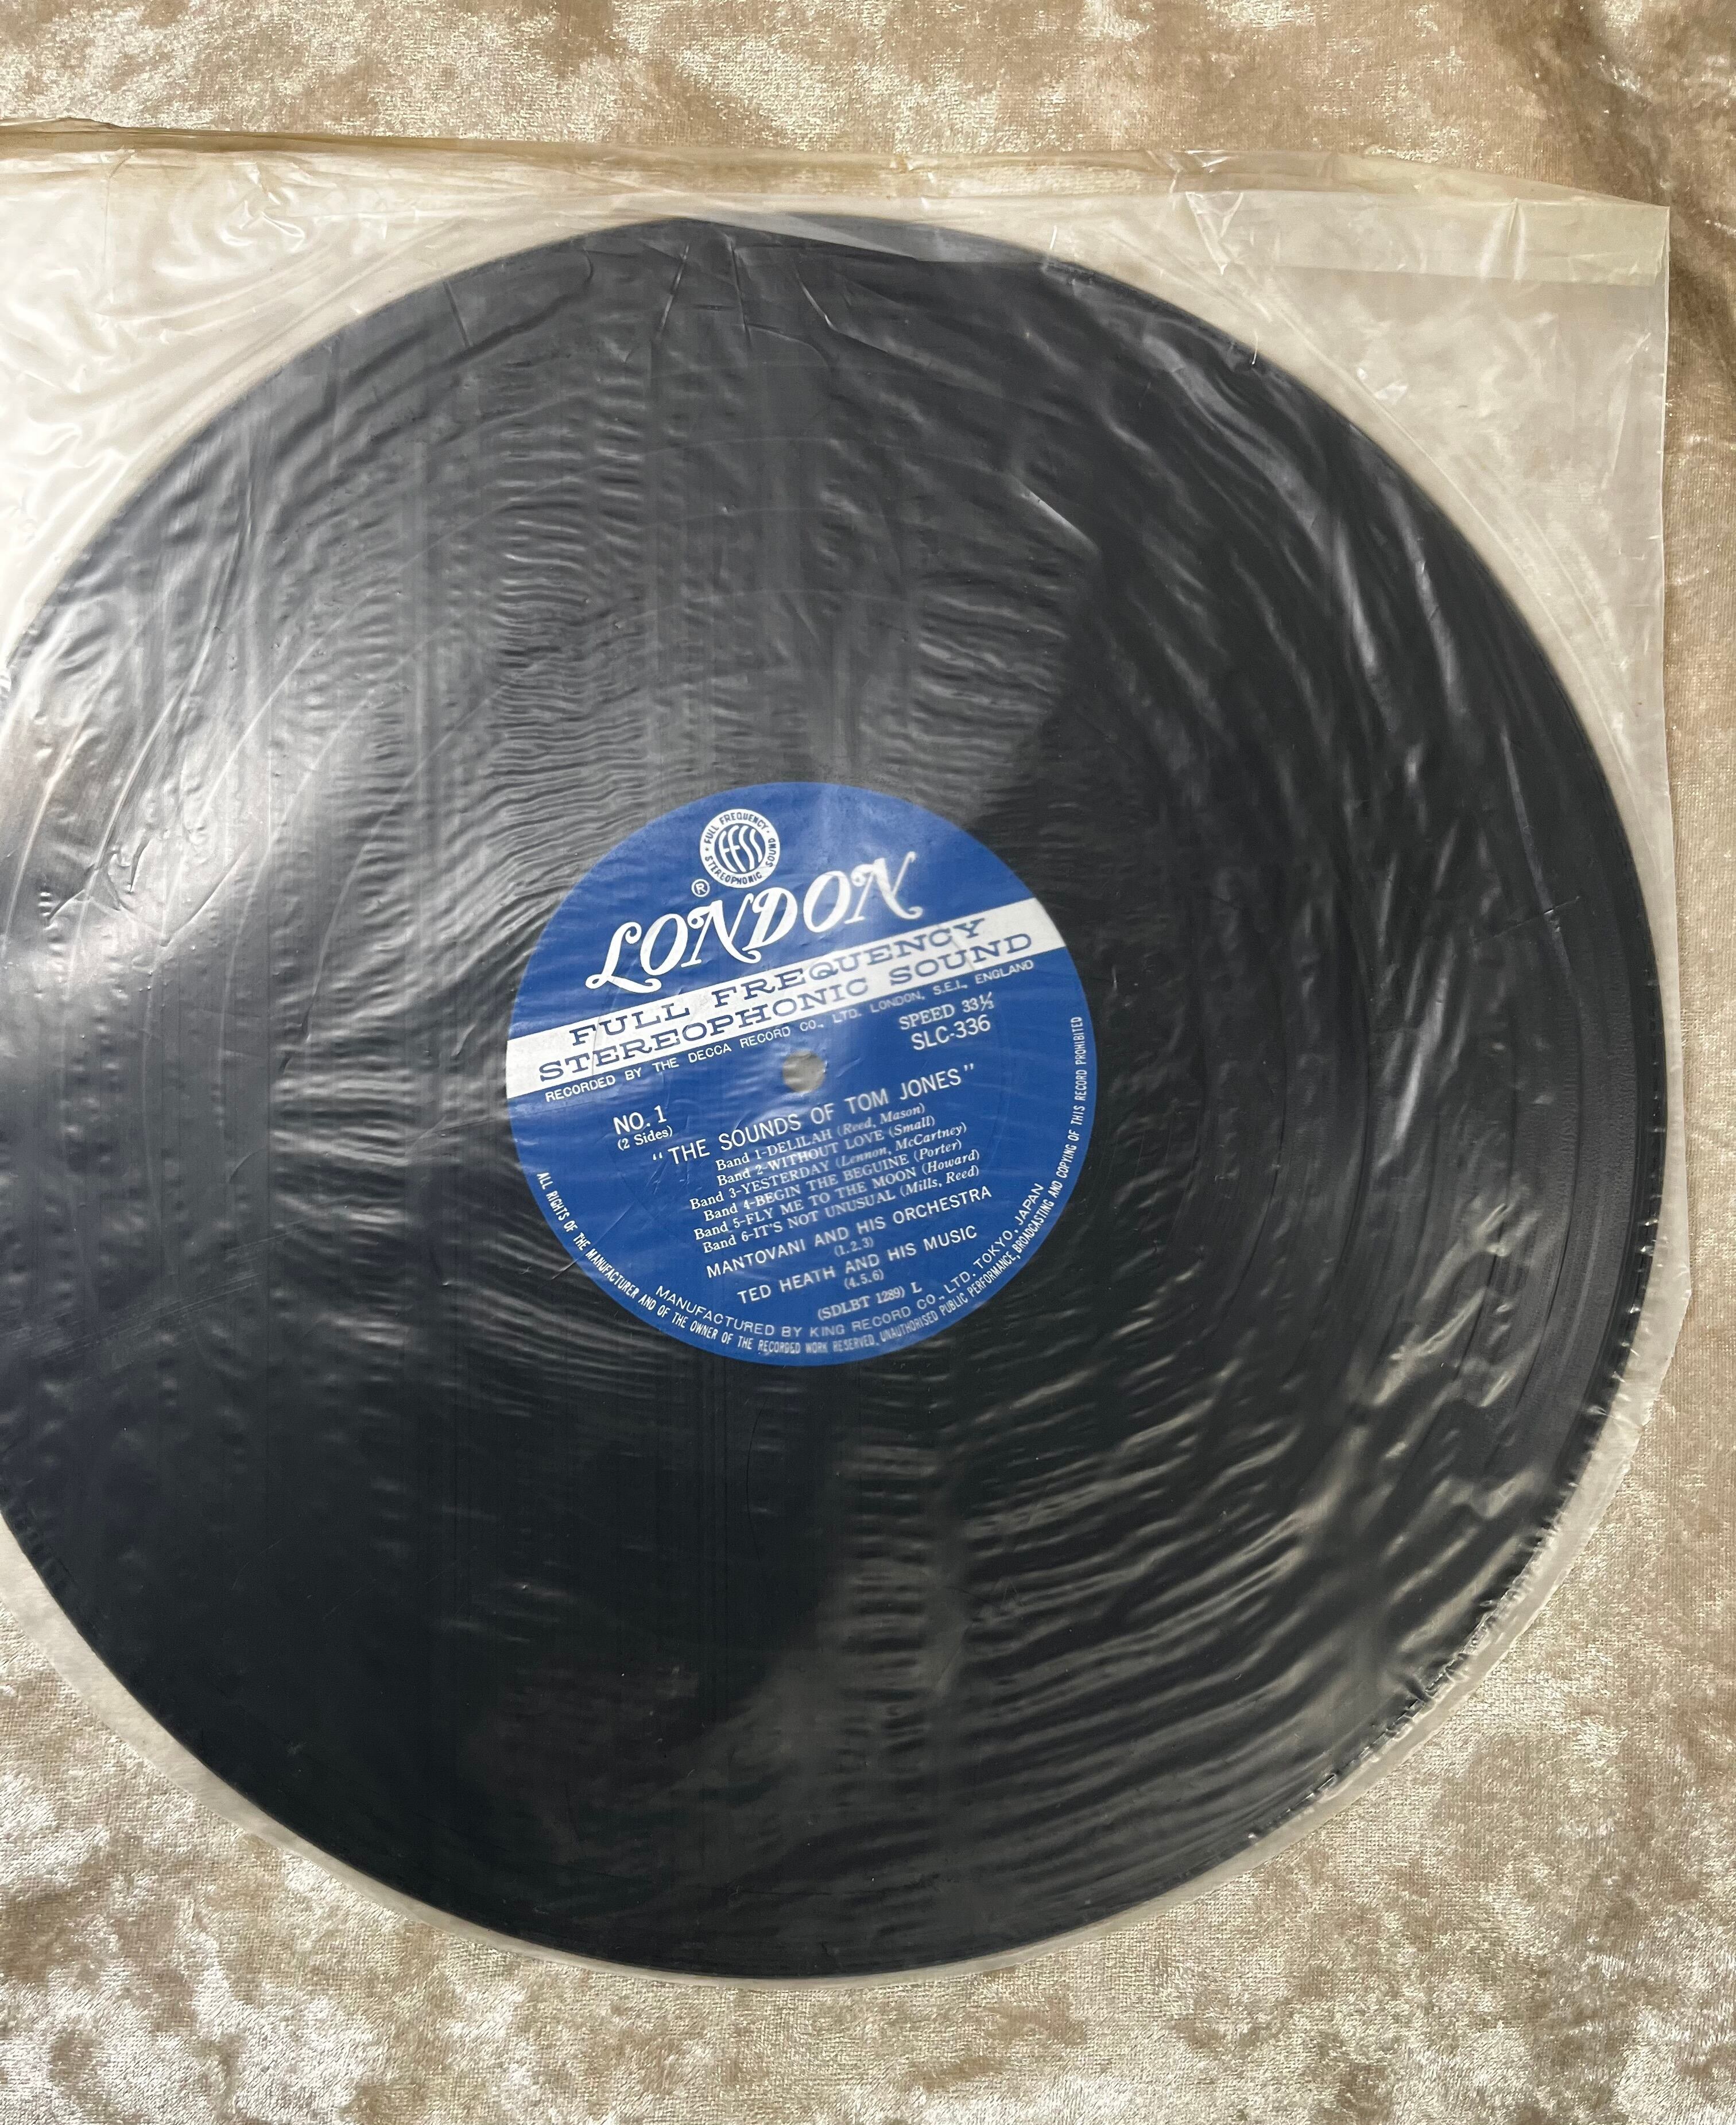 FULL FREQUENCY
FFSS
STEREOPHONIC SOUND
®
LONDON
FULL FREQUENCY
STEREOPHONIC SOUND
RECORDED BY THE DECCA RECORD CO., LTD. LONDON, S.E.I, ENGLAND
SPEED 33⅓
SLC-336
NO. 1
(2 Sides)
“THE SOUNDS OF TOM JONES”
Band 1-DELILAH (Reed, Mason)
Band 2-WITHOUT LOVE (Small)
Band 3-YESTERDAY (Lennon, McCartney)
Band 4-BEGIN THE BEGUINE (Porter)
Band 5-FLY ME TO THE MOON (Howard)
Band 6-IT'S NOT UNUSUAL (Mills, Reed)
MANTOVANI AND HIS ORCHESTRA
(1.2.3)
TED HEATH AND HIS MUSIC
(4.5.6)
(SDLBT 1289) L
MANUFACTURED BY KING RECORD CO., LTD. TOKYO, JAPAN
ALL RIGHTS OF THE MANUFACTURER AND OF THE OWNER OF THE RECORDED WORK RESERVED, UNAUTHORISED PUBLIC PERFORMANCE, BROADCASTING AND COPYING OF THIS RECORD PROHIBITED